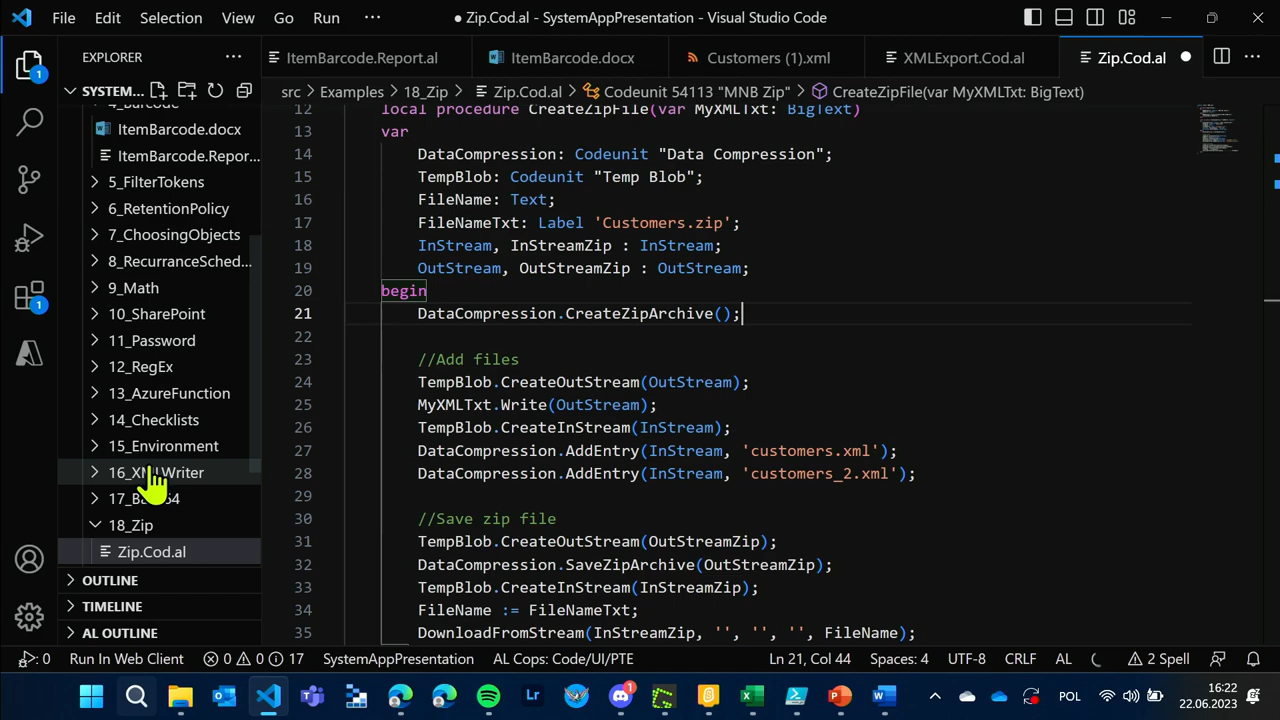 File Edit Selection View Go Run ··· ● Zip.Cod.al - SystemAppPresentation - Visual Studio Code
EXPLORER
ItemBarcode.Report.al ItemBarcode.docx Customers (1).xml XMLExport.Cod.al Zip.Cod.al
SYSTEM...
src > Examples > 18_Zip > Zip.Cod.al > Codeunit 54113 "MNB Zip" > CreateZipFile(var MyXMLTxt: BigText)
4_Barcode
ItemBarcode.docx
ItemBarcode.Repor...
5_FilterTokens
6_RetentionPolicy
7_ChoosingObjects
8_RecurranceSched...
9_Math
10_SharePoint
11_Password
12_RegEx
13_AzureFunction
14_Checklists
15_Environment
18_Zip
Zip.Cod.al
OUTLINE
TIMELINE
AL OUTLINE
12 local procedure CreateZipFile(var MyXMLTxt: BigText)
13 var
14 DataCompression: Codeunit "Data Compression";
15 TempBlob: Codeunit "Temp Blob";
16 FileName: Text;
17 FileNameTxt: Label 'Customers.zip';
18 InStream, InStreamZip : InStream;
19 OutStream, OutStreamZip : OutStream;
20 begin
21 DataCompression.CreateZipArchive();
22
23 //Add files
24 TempBlob.CreateOutStream(OutStream);
25 MyXMLTxt.Write(OutStream);
26 TempBlob.CreateInStream(InStream);
27 DataCompression.AddEntry(InStream, 'customers.xml');
28 DataCompression.AddEntry(InStream, 'customers_2.xml');
29
30 //Save zip file
31 TempBlob.CreateOutStream(OutStreamZip);
32 DataCompression.SaveZipArchive(OutStreamZip);
33 TempBlob.CreateInStream(InStreamZip);
34 FileName := FileNameTxt;
35 DownloadFromStream(InStreamZip, '', '', '', FileName);
0 Run In Web Client 0 0 17 SystemAppPresentation AL Cops: Code/UI/PTE Ln 21, Col 44 Spaces: 4 UTF-8 CRLF AL 2 Spell
POL 16:22
22.06.2023